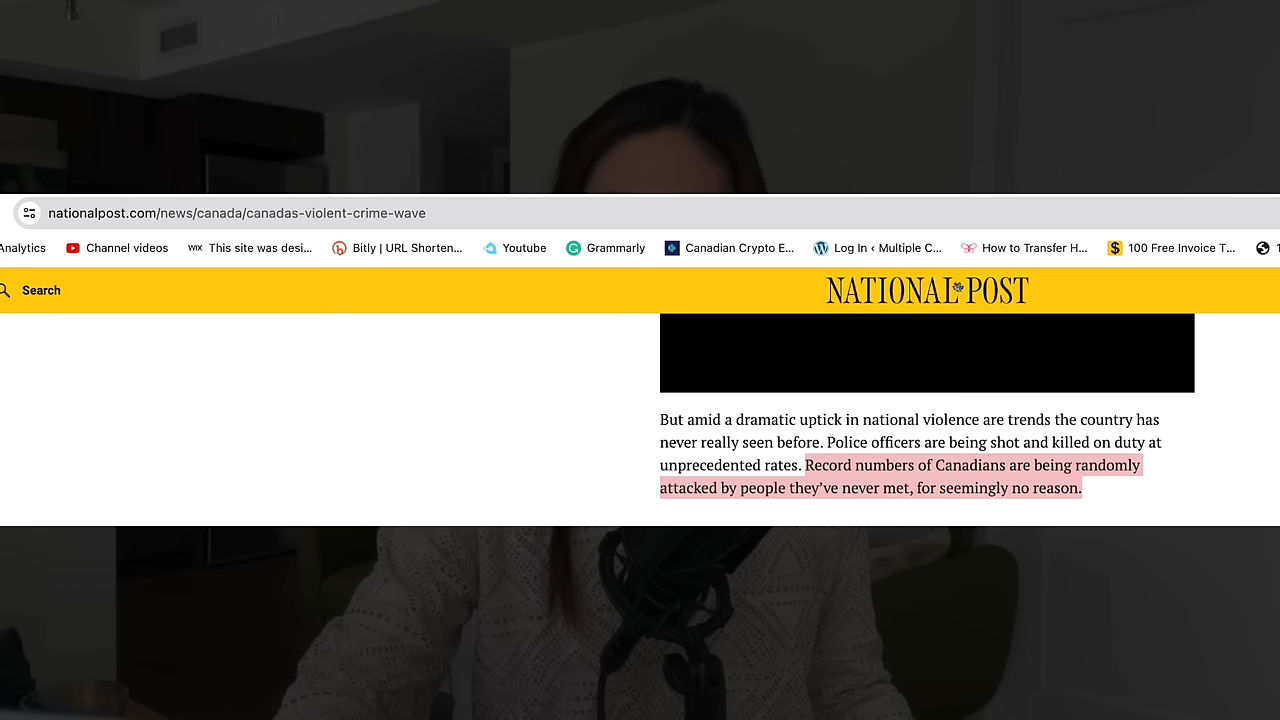 nationalpost.com/news/canada/canadas-violent-crime-wave
Analytics Channel videos WIX This site was desi... Bitly | URL Shorten... Youtube Grammarly Canadian Crypto E... Log In ‹ Multiple C... How to Transfer H... $ 100 Free Invoice T... 1
Search NATIONAL POST
But amid a dramatic uptick in national violence are trends the country has
never really seen before. Police officers are being shot and killed on duty at
unprecedented rates. Record numbers of Canadians are being randomly
attacked by people they’ve never met, for seemingly no reason.